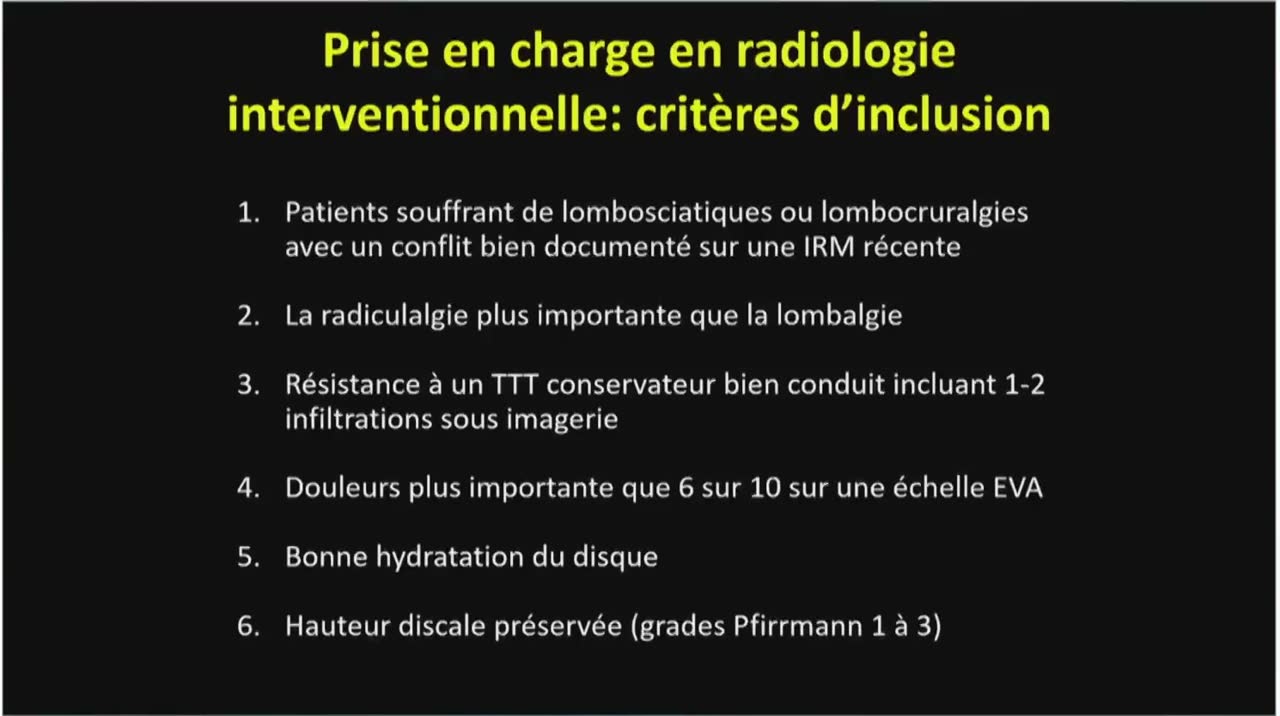 Prise en charge en radiologie
interventionnelle: critères d’inclusion
1. Patients souffrant de lombosciatiques ou lombocruralgies
avec un conflit bien documenté sur une IRM récente
2. La radiculalgie plus importante que la lombalgie
3. Résistance à un TTT conservateur bien conduit incluant 1-2
infiltrations sous imagerie
4. Douleurs plus importante que 6 sur 10 sur une échelle EVA
5. Bonne hydratation du disque
6. Hauteur discale préservée (grades Pfirrmann 1 à 3)